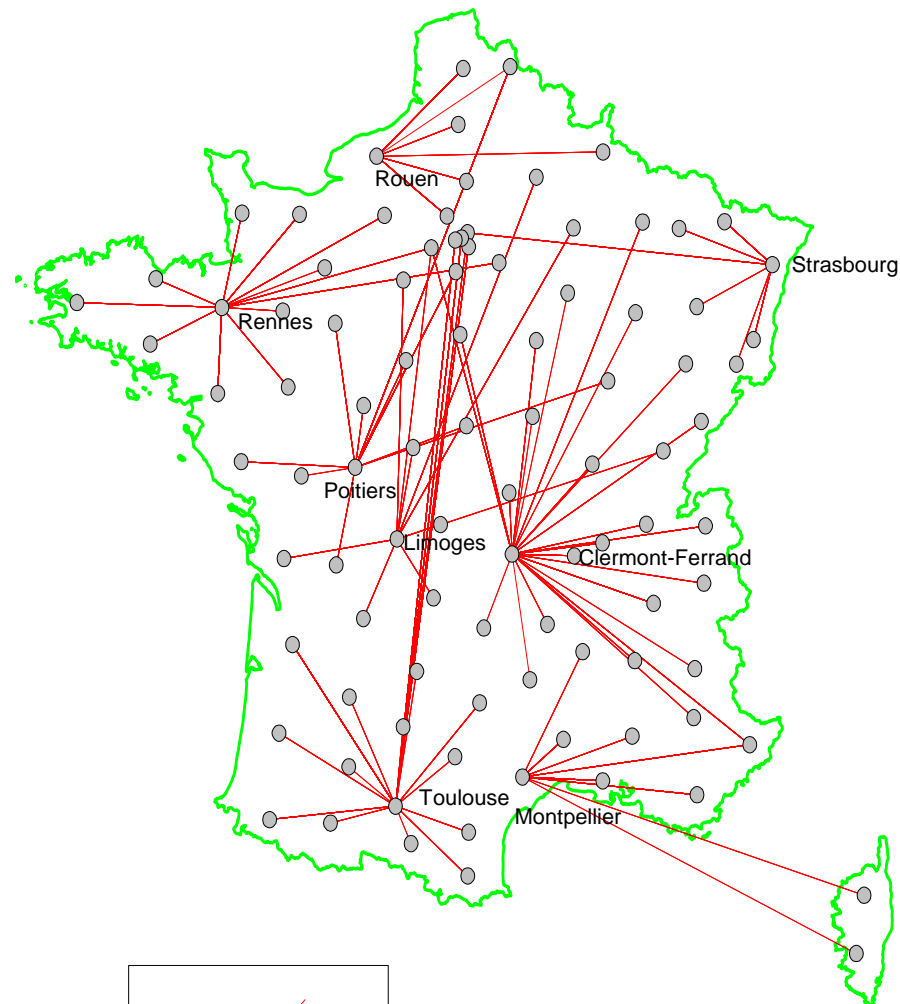 Rouen
Strasbourg
Rennes
Poitiers
Limoges
Clermont-Ferrand
Toulouse
Montpellier